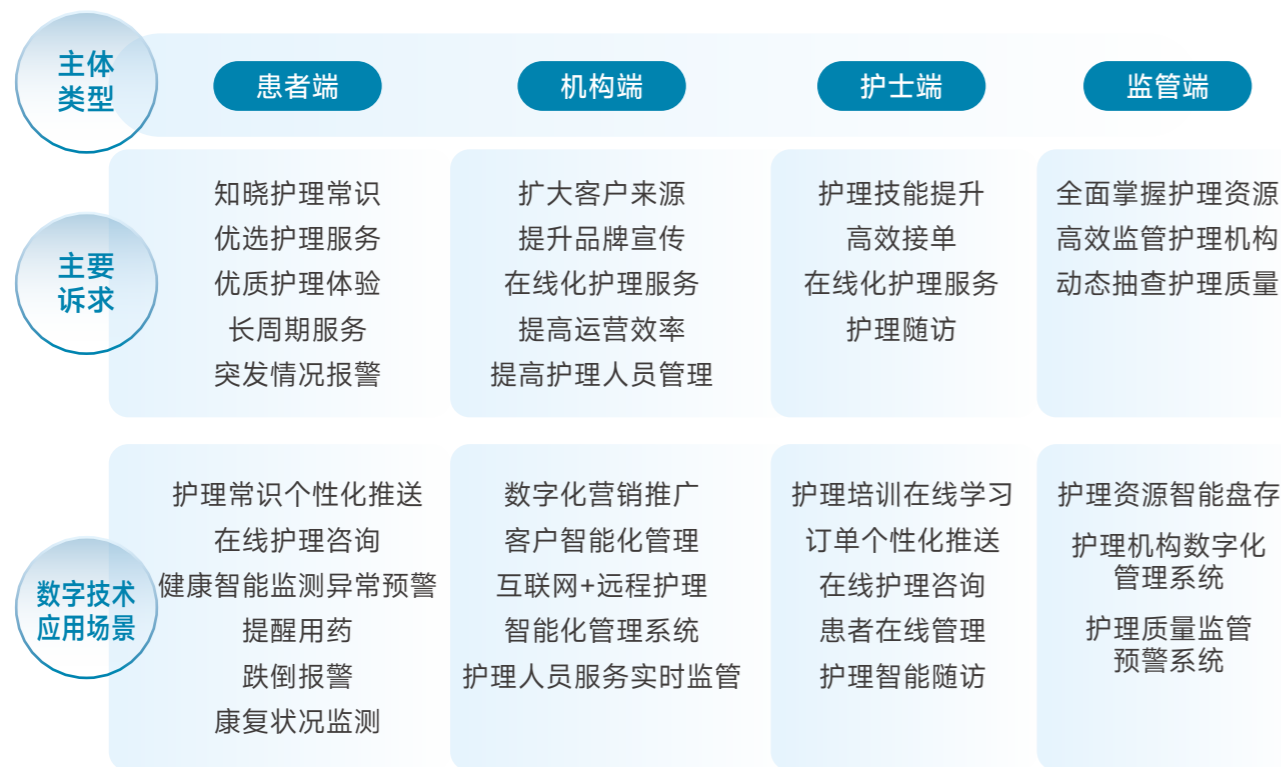 主体
类型
患者端
机构端
护士端
监管端
主要
诉求
知晓护理常识
优选护理服务
优质护理体验
长周期服务
突发情况报警
扩大客户来源
提升品牌宣传
在线化护理服务
提高运营效率
提高护理人员管理
护理技能提升
高效接单
在线化护理服务
护理随访
全面掌握护理资源
高效监管护理机构
动态抽查护理质量
数字技术
应用场景
护理常识个性化推送
在线护理咨询
健康智能监测异常预警
提醒用药
跌倒报警
康复状况监测
数字化营销推广
客户智能化管理
互联网+远程护理
智能化管理系统
护理人员服务实时监管
护理培训在线学习
订单个性化推送
在线护理咨询
患者在线管理
护理智能随访
护理资源智能盘存
护理机构数字化
管理系统
护理质量监管
预警系统